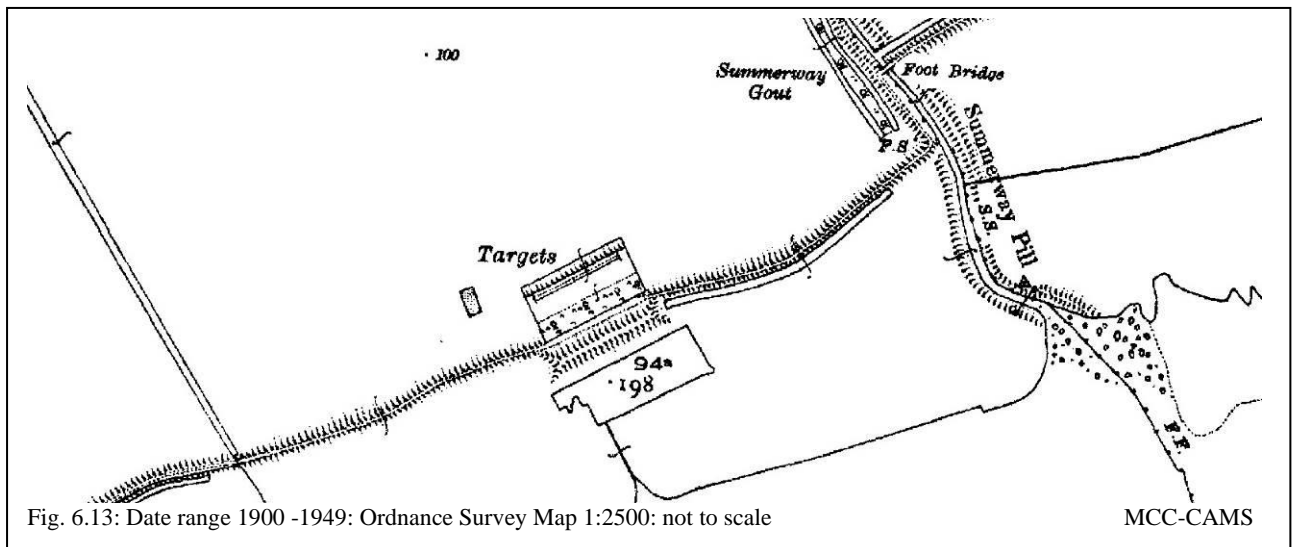 · 100
Summerway
Gout
Foot Bridge
F.S
Summerway Pill
S.S.
Targets
94a
·198
F.F.
Fig. 6.13: Date range 1900 -1949: Ordnance Survey Map 1:2500: not to scale
MCC-CAMS